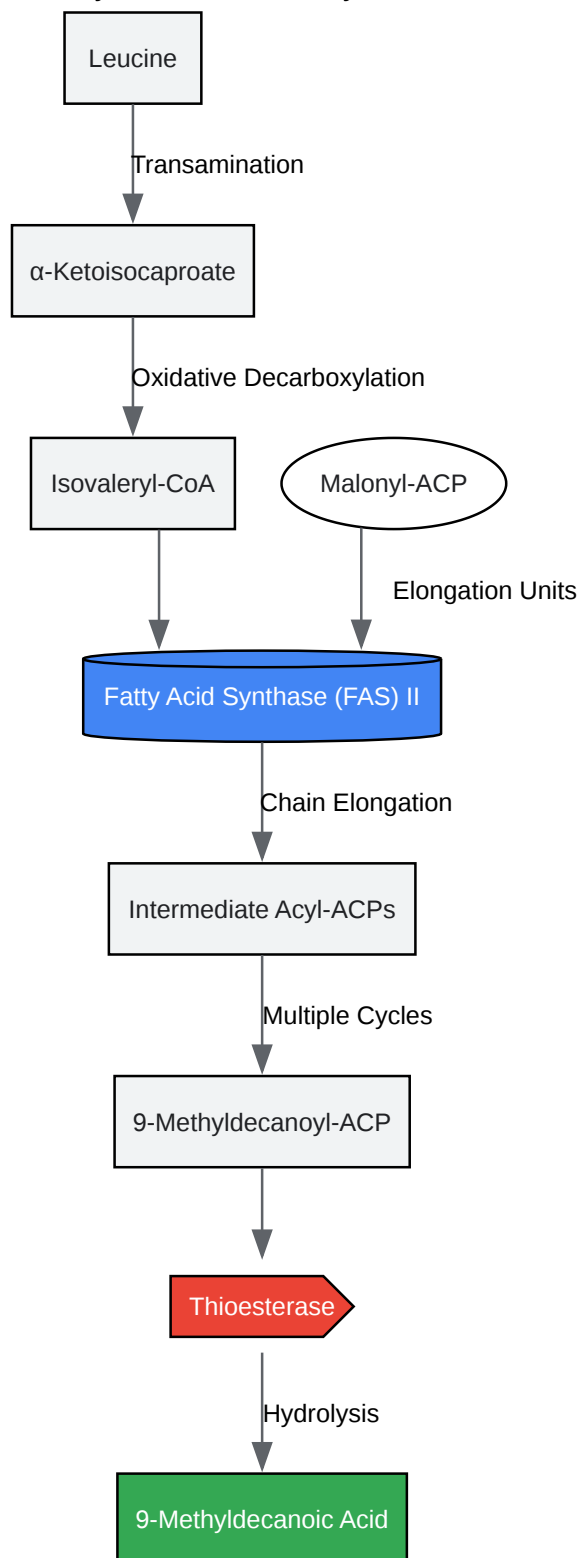 Leucine
Transamination
α-Ketoisocaproate
Oxidative Decarboxylation
Isovaleryl-CoA
Malonyl-ACP
Elongation Units
Fatty Acid Synthase (FAS) II
Chain Elongation
Intermediate Acyl-ACPs
Multiple Cycles
9-Methyldecanoyl-ACP
Thioesterase
Hydrolysis
9-Methyldecanoic Acid